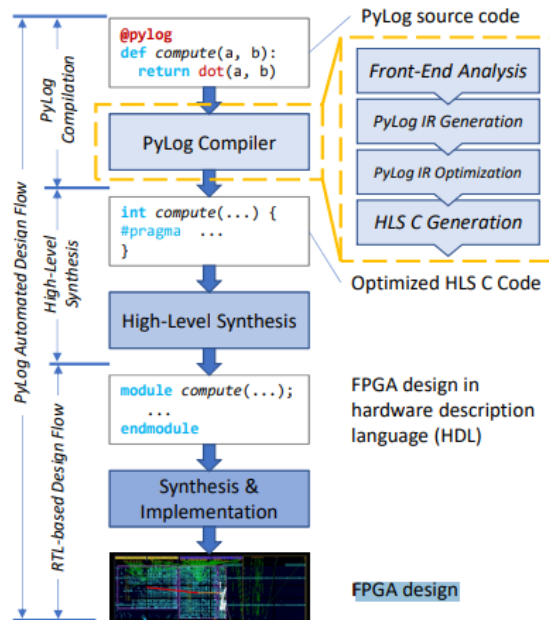 PyLog source code
@pylog
def compute(a, b):
return dot(a, b)
Front-End Analysis
PyLog IR Generation
PyLog IR Optimization
HLS C Generation
PyLog Compiler
PyLog
Compilation
int compute(...) {
#pragma ...
}
Optimized HLS C Code
High-Level Synthesis
High-Level
Synthesis
PyLog Automated Design Flow
module compute(...);
...
endmodule
FPGA design in
hardware description
language (HDL)
Synthesis &
Implementation
RTL-based Design Flow
FPGA design